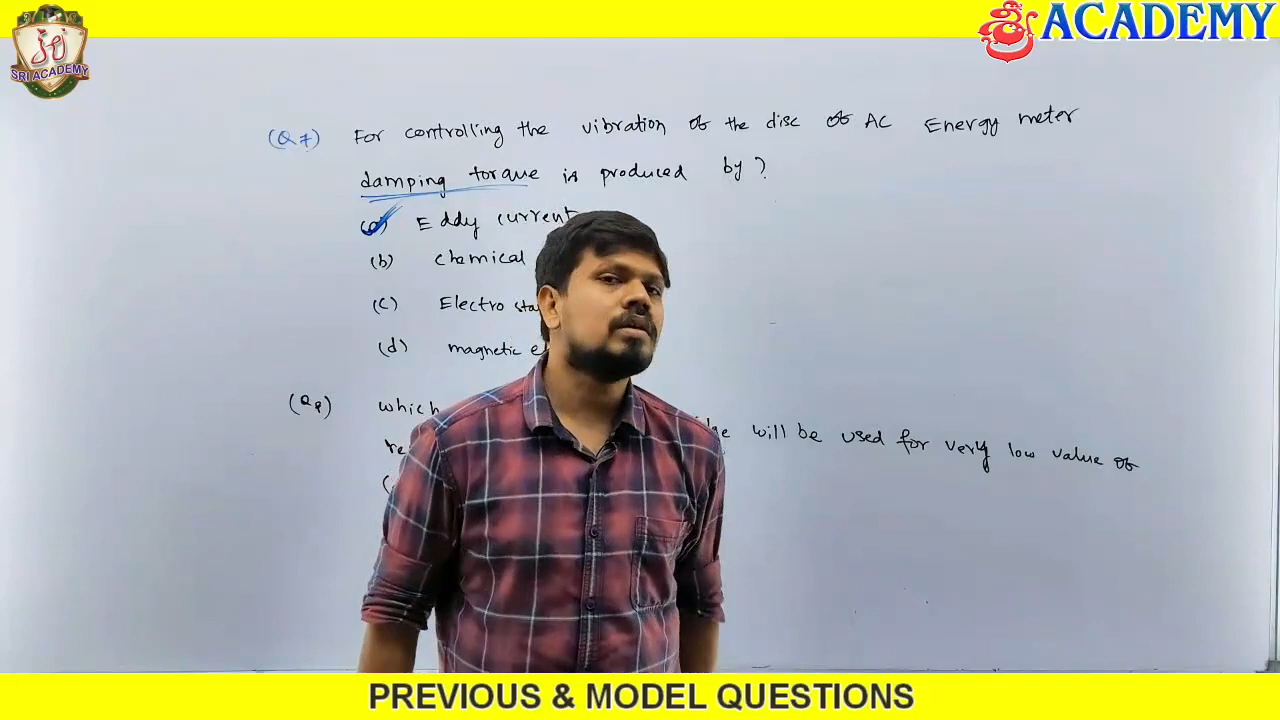 SRI ACADEMY
ACADEMY
(Q7) For controlling the vibration of the disc of AC Energy meter
damping torque is produced by?
(a) Eddy current
(b) chemical
(c) Electro
(d) magnetic
(Q8) which will be used for very low value of
PREVIOUS & MODEL QUESTIONS